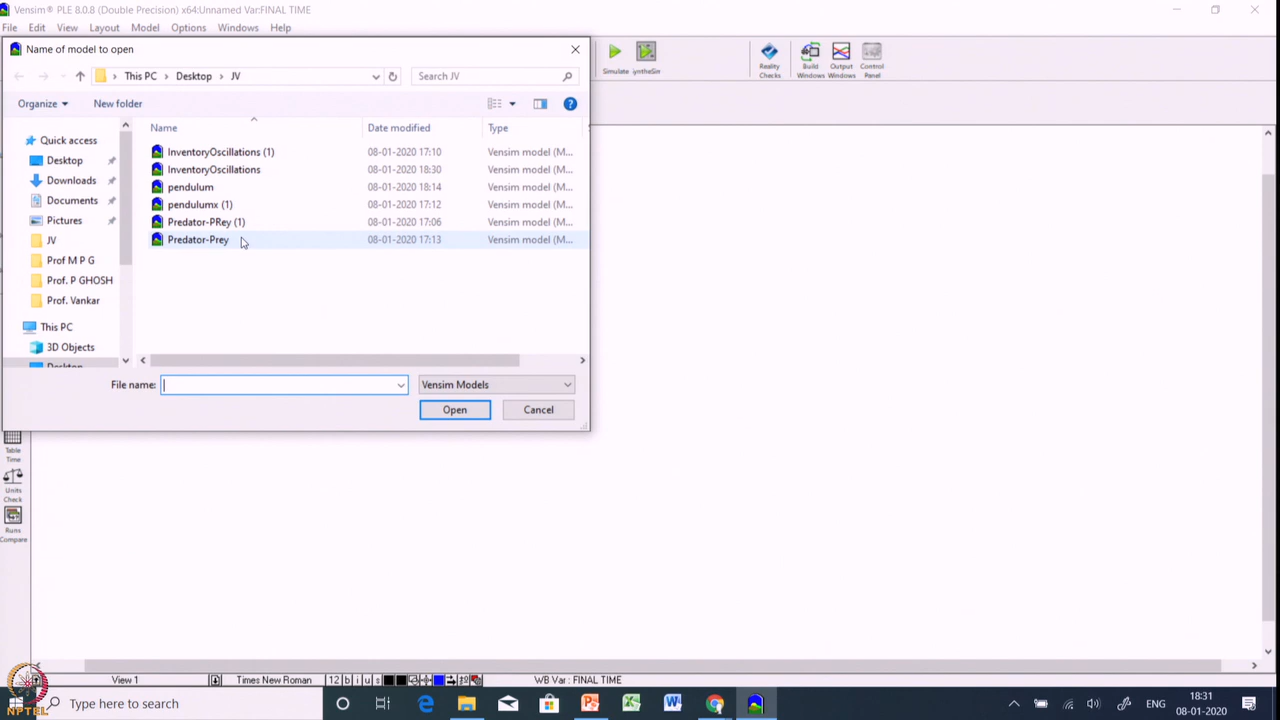 Vensim® PLE 8.0.8 (Double Precision) x64:Unnamed Var:FINAL TIME
File Edit View Layout Model Options Windows Help
Name of model to open
This PC Desktop JV
Search JV
Simulate
Reality Checks
Build Windows
Output Windows
Control Panel
Organize New folder
Name Date modified Type
Quick access
Desktop
Downloads
Documents
Pictures
JV
Prof M P G
Prof. P GHOSH
Prof. Vankar
This PC
3D Objects
Desktop
InventoryOscillations (1) 08-01-2020 17:10 Vensim model (M...
InventoryOscillations 08-01-2020 18:30 Vensim model (M...
pendulum 08-01-2020 18:14 Vensim model (M...
pendulumx (1) 08-01-2020 17:12 Vensim model (M...
Predator-PRey (1) 08-01-2020 17:06 Vensim model (M...
Predator-Prey 08-01-2020 17:13 Vensim model (M...
File name:
Vensim Models
Open Cancel
Table Time
Units Check
Runs Compare
View 1 Times New Roman 12 b i u s WB Var : FINAL TIME
NPTEL
Type here to search
ENG
18:31
08-01-2020